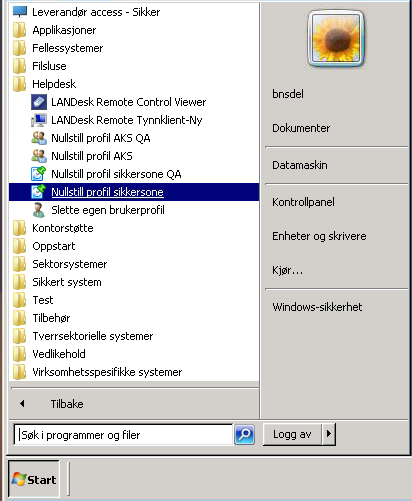 Leverandør access - Sikker
Applikasjoner
Fellessystemer
Filsluse
Helpdesk
LANDesk Remote Control Viewer
LANDesk Remote Tynnklient-Ny
Nullstill profil AKS QA
Nullstill profil AKS
Nullstill profil sikkersone QA
Nullstill profil sikkersone
Slette egen brukerprofil
Kontorstøtte
Oppstart
Sektorsystemer
Sikkert system
Test
Tilbehør
Tverrsektorielle systemer
Vedlikehold
Virksomhetsspesifikke systemer
Tilbake
Søk i programmer og filer
bnsdel
Dokumenter
Datamaskin
Kontrollpanel
Enheter og skrivere
Kjør...
Windows-sikkerhet
Logg av
Start